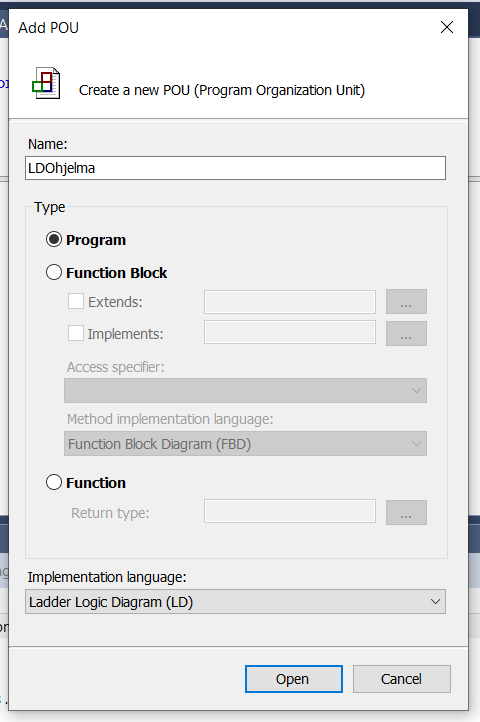 Add POU
Create a new POU (Program Organization Unit)
Name:
LDOhjelma
Type
Program
Function Block
Extends:
...
Implements:
...
Access specifier:
Method implementation language:
Function Block Diagram (FBD)
Function
Return type:
...
Implementation language:
Ladder Logic Diagram (LD)
Open
Cancel